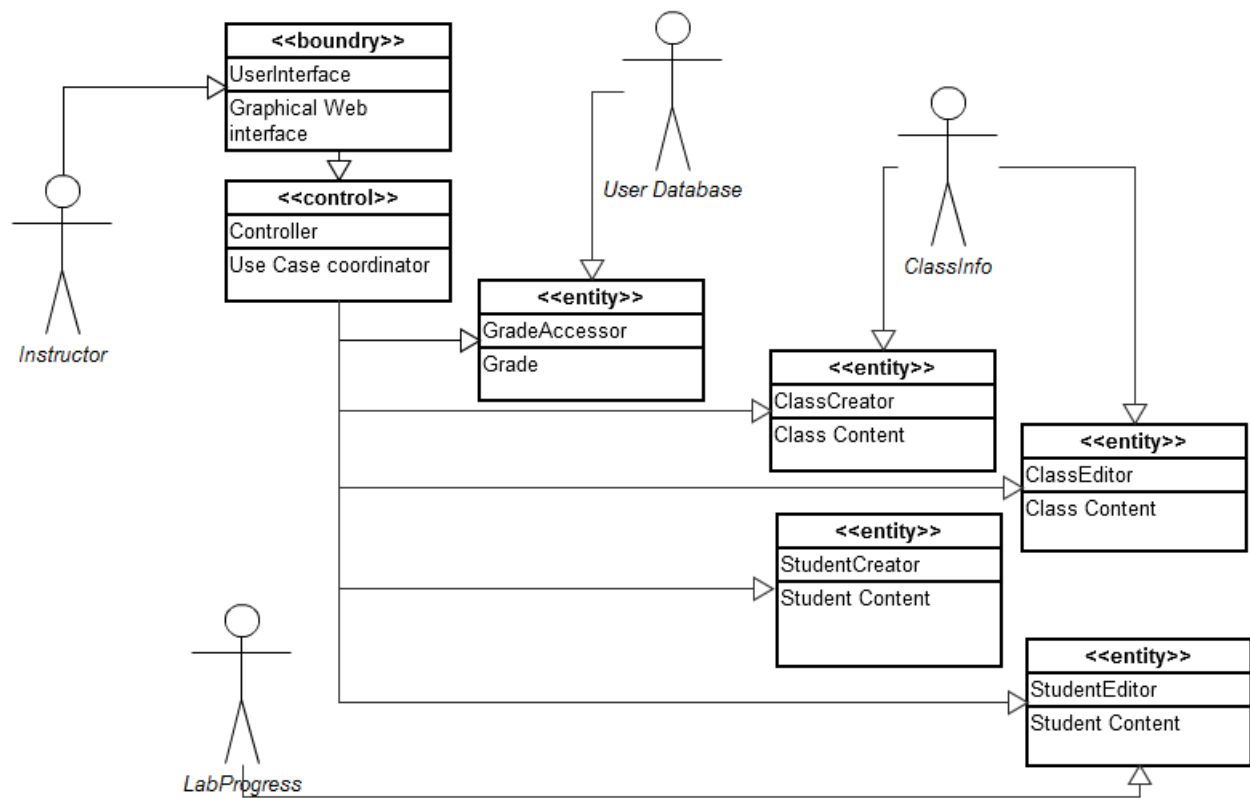 <<boundry>>
UserInterface
Graphical Web
interface
<<control>>
Controller
Use Case coordinator
Instructor
User Database
ClassInfo
<<entity>>
GradeAccessor
Grade
<<entity>>
ClassCreator
Class Content
<<entity>>
ClassEditor
Class Content
<<entity>>
StudentCreator
Student Content
<<entity>>
StudentEditor
Student Content
LabProgress